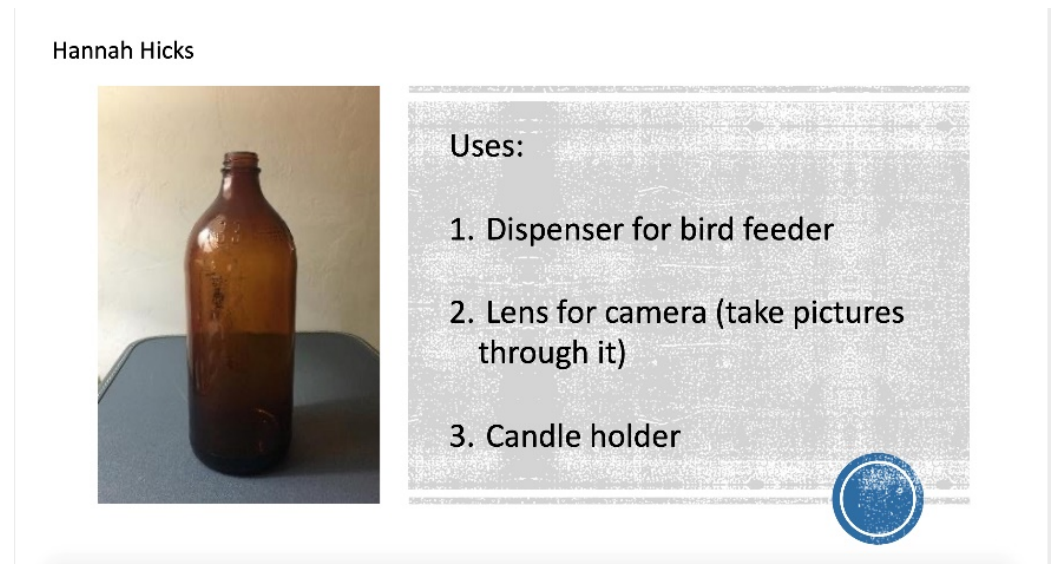 Hannah Hicks
Uses:
1. Dispenser for bird feeder
2. Lens for camera (take pictures
through it)
3. Candle holder